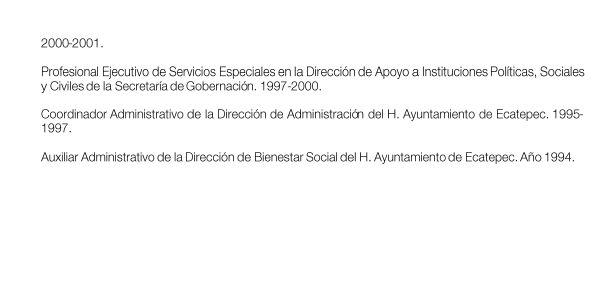 2000-2001.
Profesional Ejecutivo de Servicios Especiales en la Dirección de Apoyo a Instituciones Políticas, Sociales
y Civiles de la Secretaría de Gobernación. 1997-2000.
Coordinador Administrativo de la Dirección de Administración del H. Ayuntamiento de Ecatepec. 1995-
1997.
Auxiliar Administrativo de la Dirección de Bienestar Social del H. Ayuntamiento de Ecatepec. Año 1994.